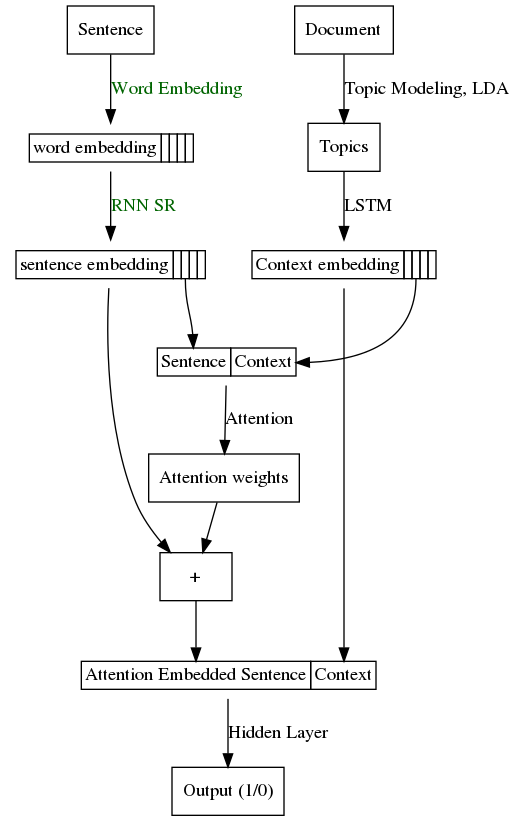 Sentence
Document
Word Embedding
Topic Modeling, LDA
word embedding
Topics
RNN SR
LSTM
sentence embedding
Context embedding
Sentence Context
Attention
Attention weights
+
Attention Embedded Sentence Context
Hidden Layer
Output (1/0)